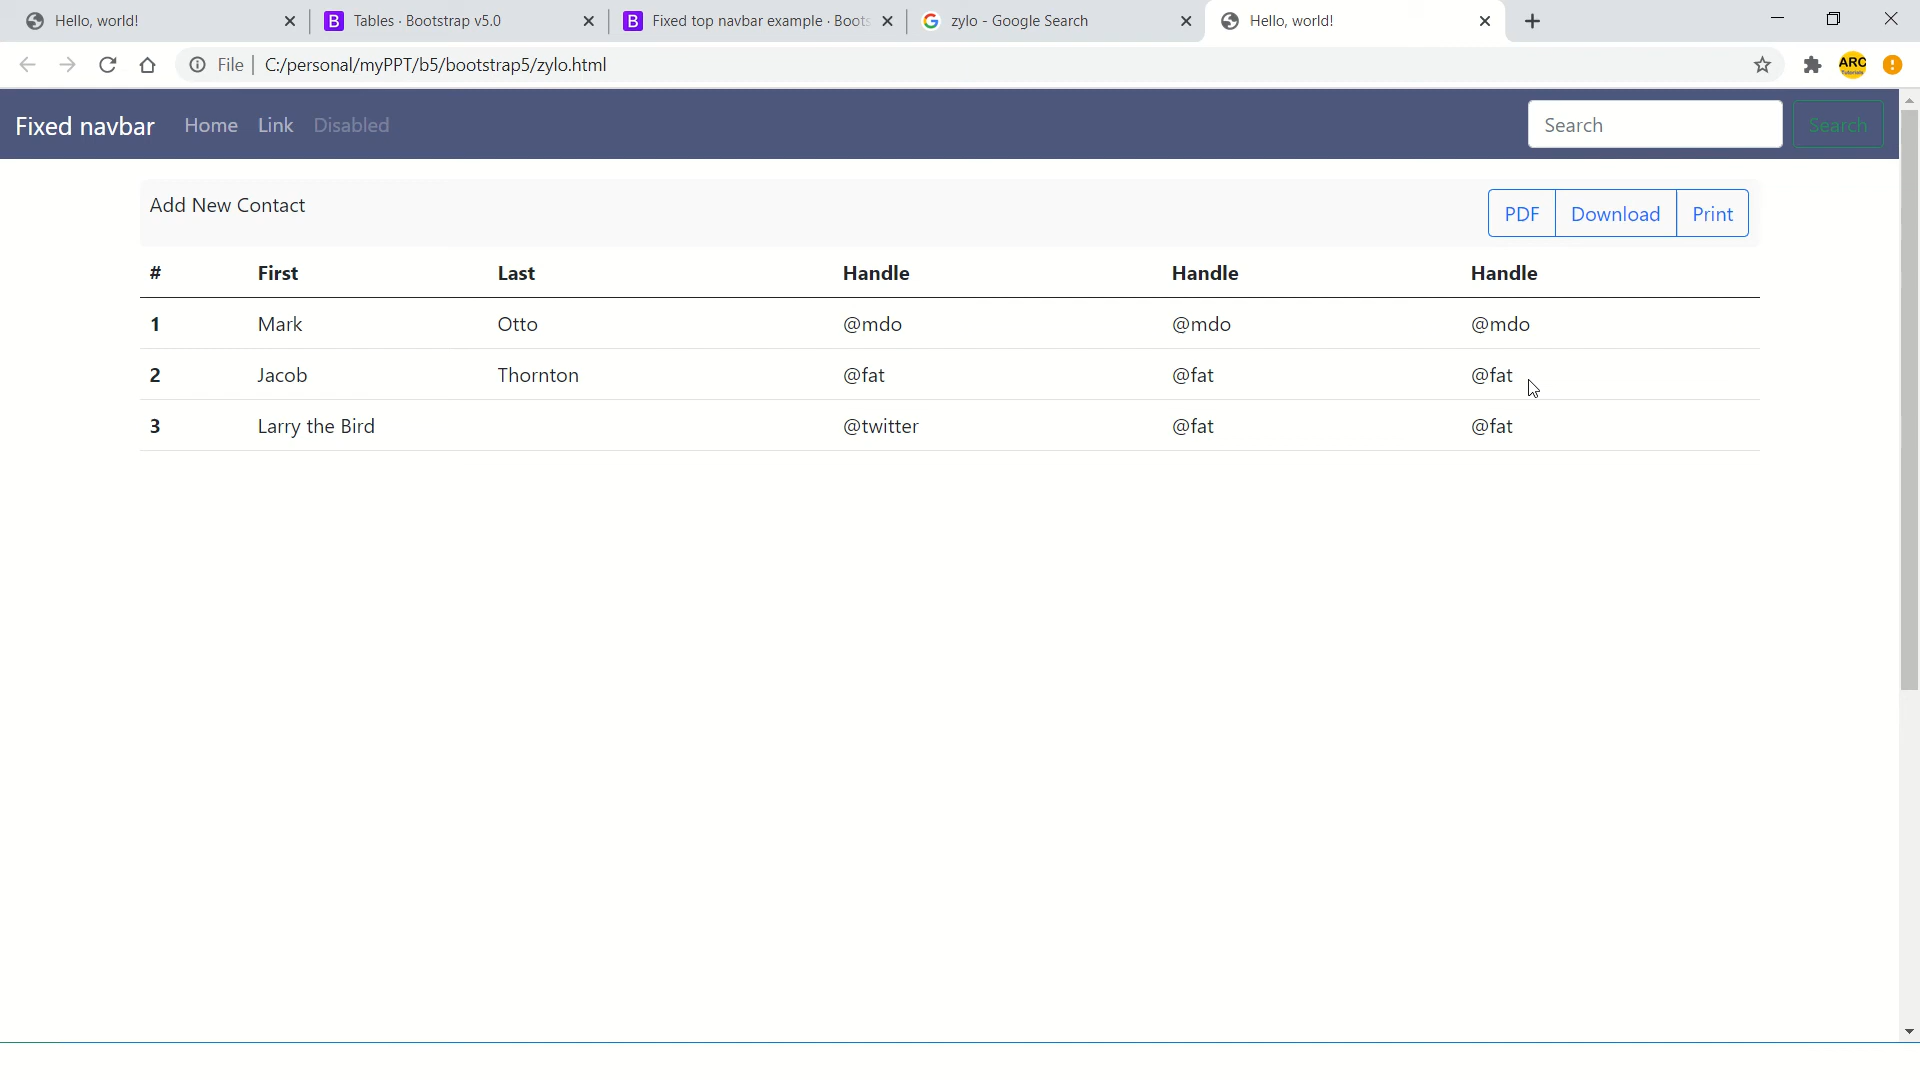 Hello, world!
Tables · Bootstrap v5.0
Fixed top navbar example · Boots
zylo - Google Search
Hello, world!
File | C:/personal/myPPT/b5/bootstrap5/zylo.html
ARC
Tutorials
Fixed navbar Home Link Disabled
Search Search
Add New Contact
PDF Download Print
# First Last Handle Handle Handle
1 Mark Otto @mdo @mdo @mdo
2 Jacob Thornton @fat @fat @fat
3 Larry the Bird @twitter @fat @fat